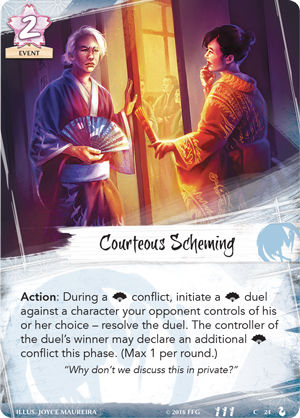 2
EVENT
Courteous Scheming
Action: During a conflict, initiate a duel
against a character your opponent controls of his
or her choice – resolve the duel. The controller of
the duel's winner may declare an additional
conflict this phase. (Max 1 per round.)
"Why don't we discuss this in private?"
ILLUS. JOYCE MAUREIRA © 2018 FFG C 24